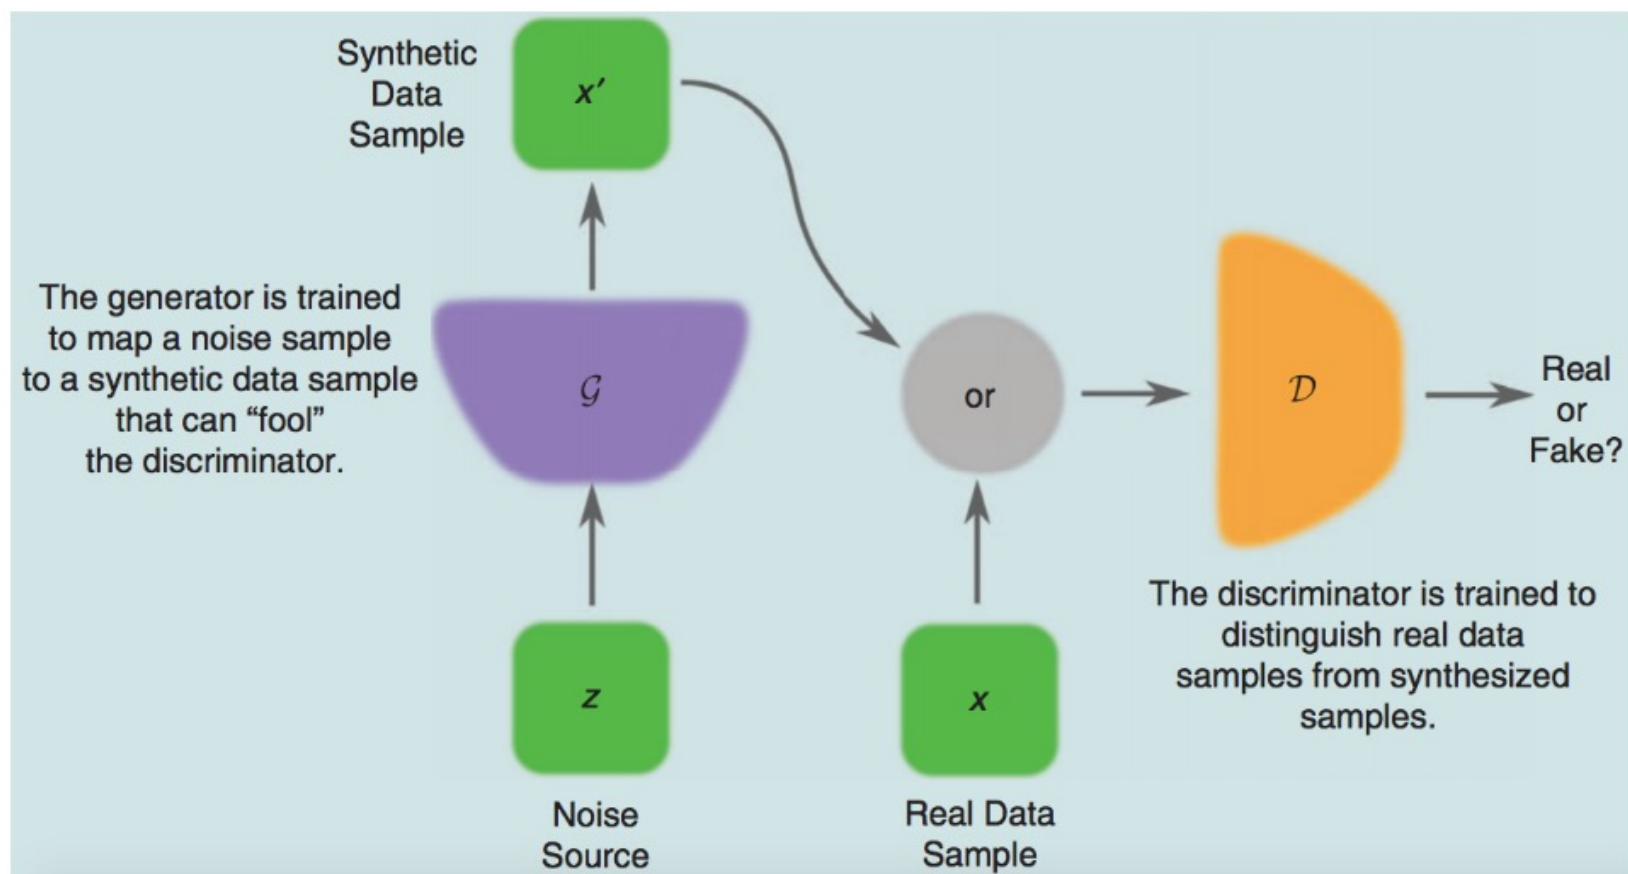 Synthetic
Data
Sample
x′
The generator is trained
to map a noise sample
to a synthetic data sample
that can “fool”
the discriminator.
𝒢
or
𝒟
Real
or
Fake?
The discriminator is trained to
distinguish real data
samples from synthesized
samples.
z
x
Noise
Source
Real Data
Sample